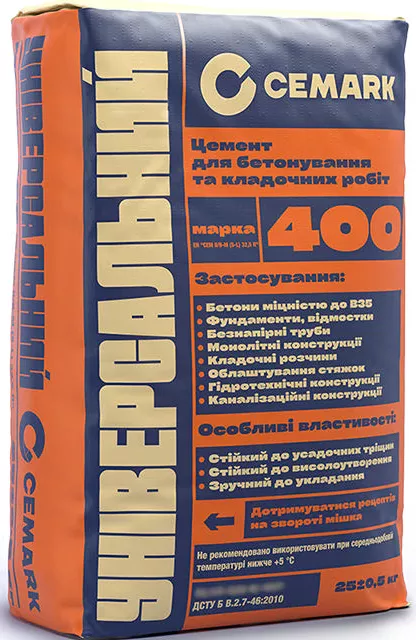 УНІВЕРСАЛЬНИЙ
CEMARK
УНІВЕРСАЛЬНИЙ
CEMARK
Цемент
для бетонування
та кладочних робіт
марка
400
Застосування:
• Бетони міцністю до В35
• Фундаменти, відмостки
• Безнапірні труби
• Монолітні конструкції
• Кладочні розчини
• Облаштування стяжок
• Гідротехнічні конструкції
• Каналізаційні конструкції
Особливі властивості:
• Стійкий до усадочних тріщин
• Стійкий до висолоутворення
• Зручний до укладання
Дотримуватися рецептів
на звороті мішка
Не рекомендовано використовувати при середньодобовій
температурі нижче +5 °С
ДСТУ Б В.2.7-46:2010
25±0,5 кг